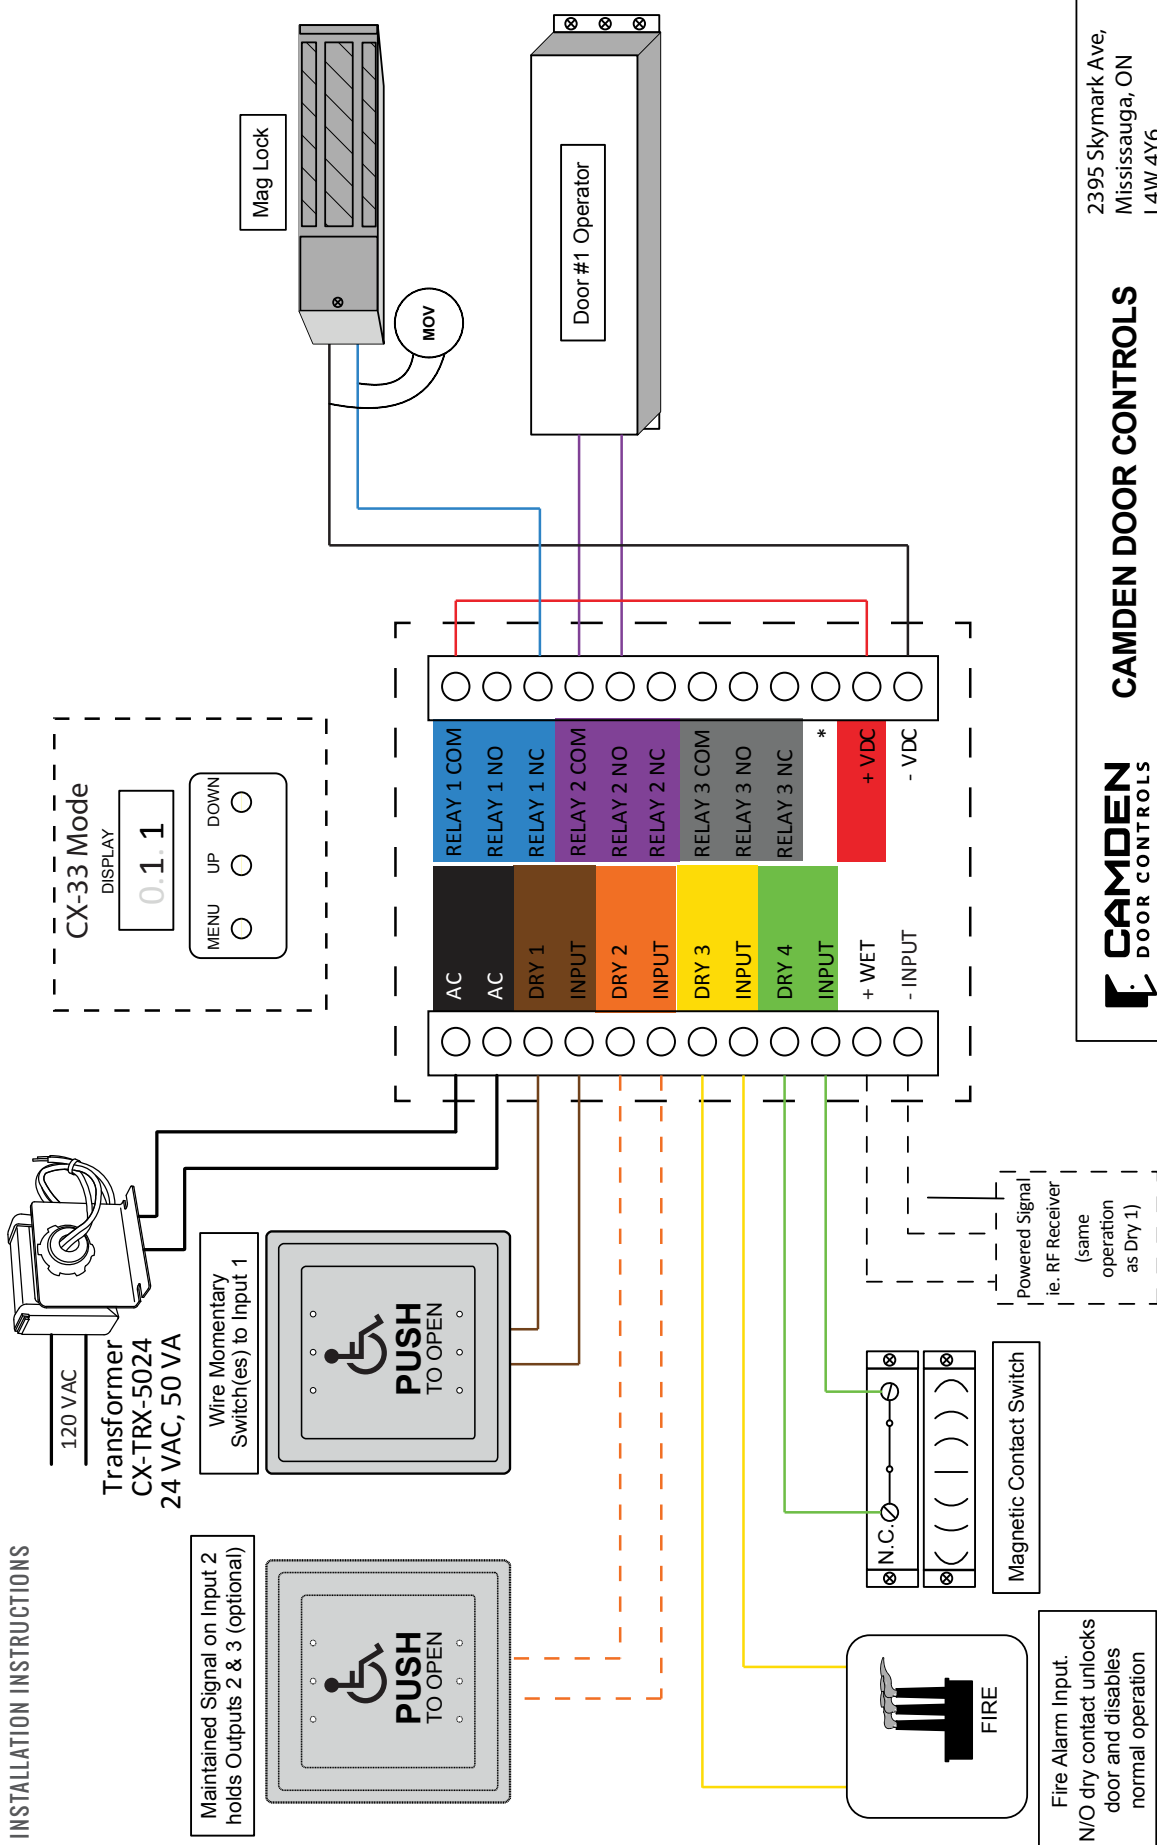 INSTALLATION INSTRUCTIONS
120 VAC
Transformer
CX-TRX-5024
24 VAC, 50 VA
CX-33 Mode
DISPLAY
0.1.1
MENU
UP
DOWN
Mag Lock
MOV
Door #1 Operator
Maintained Signal on Input 2
holds Outputs 2 & 3 (optional)
PUSH
TO OPEN
Wire Momentary
Switch(es) to Input 1
PUSH
TO OPEN
AC
AC
DRY 1
INPUT
DRY 2
INPUT
DRY 3
INPUT
DRY 4
INPUT
+ WET
- INPUT
RELAY 1 COM
RELAY 1 NO
RELAY 1 NC
RELAY 2 COM
RELAY 2 NO
RELAY 2 NC
RELAY 3 COM
RELAY 3 NO
RELAY 3 NC
*
+ VDC
- VDC
FIRE
Fire Alarm Input.
N/O dry contact unlocks
door and disables
normal operation
N.C.
Magnetic Contact Switch
Powered Signal
ie. RF Receiver
(same
operation
as Dry 1)
CAMDEN
DOOR CONTROLS
CAMDEN DOOR CONTROLS
2395 Skymark Ave,
Mississauga, ON
L4W 4Y6